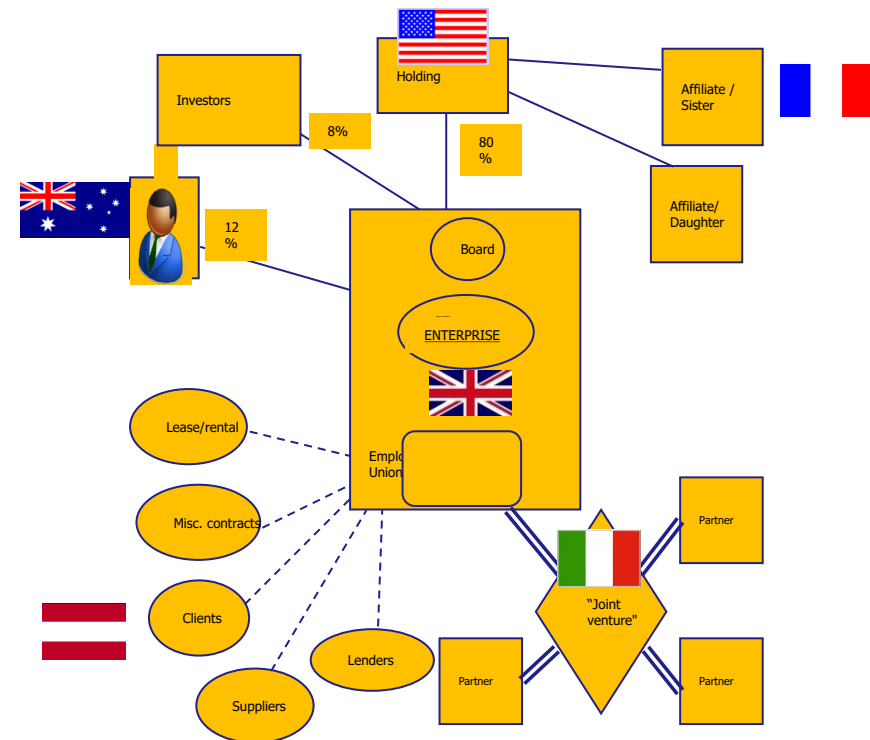 Holding
Investors
Affiliate /
Sister
8%
80
%
Affiliate/
Daughter
12
%
Board
ENTERPRISE
Lease/rental
Union
Misc. contracts
Partner
"Joint
venture"
Clients
Lenders
Partner
Partner
Suppliers